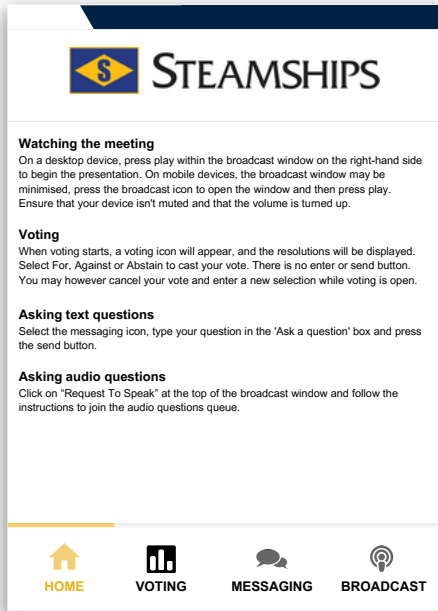 S
STEAMSHIPS
Watching the meeting
On a desktop device, press play within the broadcast window on the right-hand side
to begin the presentation. On mobile devices, the broadcast window may be
minimised, press the broadcast icon to open the window and then press play.
Ensure that your device isn't muted and that the volume is turned up.
Voting
When voting starts, a voting icon will appear, and the resolutions will be displayed.
Select For, Against or Abstain to cast your vote. There is no enter or send button.
You may however cancel your vote and enter a new selection while voting is open.
Asking text questions
Select the messaging icon, type your question in the 'Ask a question' box and press
the send button.
Asking audio questions
Click on “Request To Speak” at the top of the broadcast window and follow the
instructions to join the audio questions queue.
HOME
VOTING
MESSAGING
BROADCAST